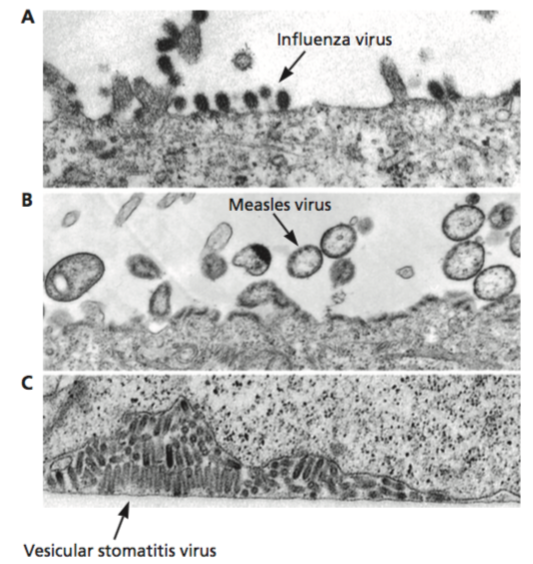 A
Influenza virus
B
Measles virus
C
Vesicular stomatitis virus